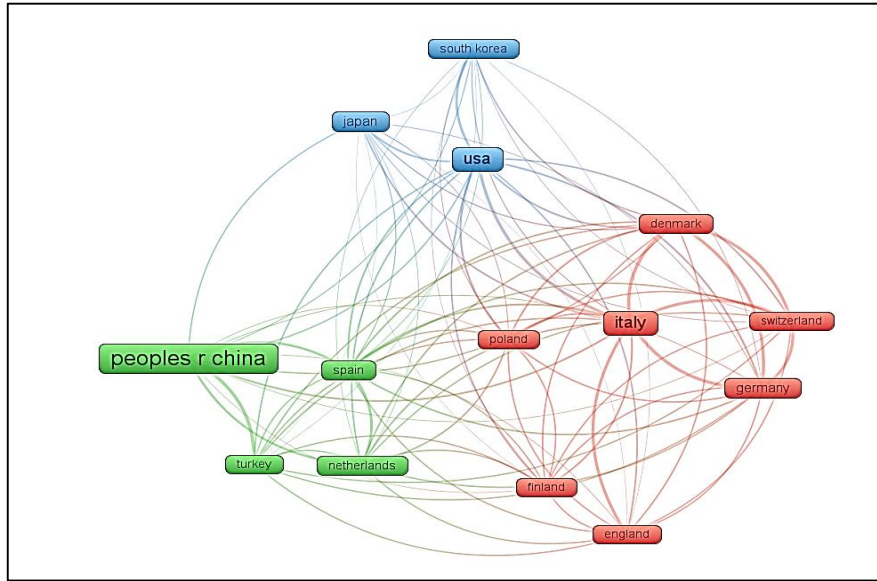 south korea
japan
usa
denmark
italy
switzerland
poland
peoples r china
spain
germany
turkey
netherlands
finland
england